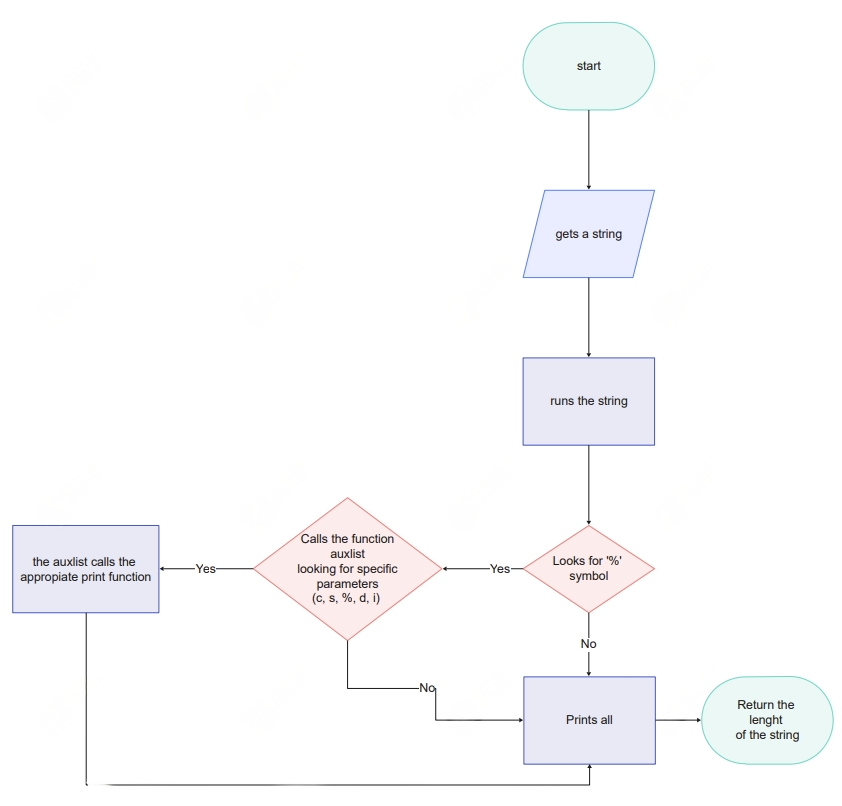 start
gets a string
runs the string
Looks for '%'
symbol
Yes
Calls the function
auxlist
looking for specific
parameters
(c, s, %, d, i)
Yes
the auxlist calls the
appropiate print function
No
No
Prints all
Return the
lenght
of the string